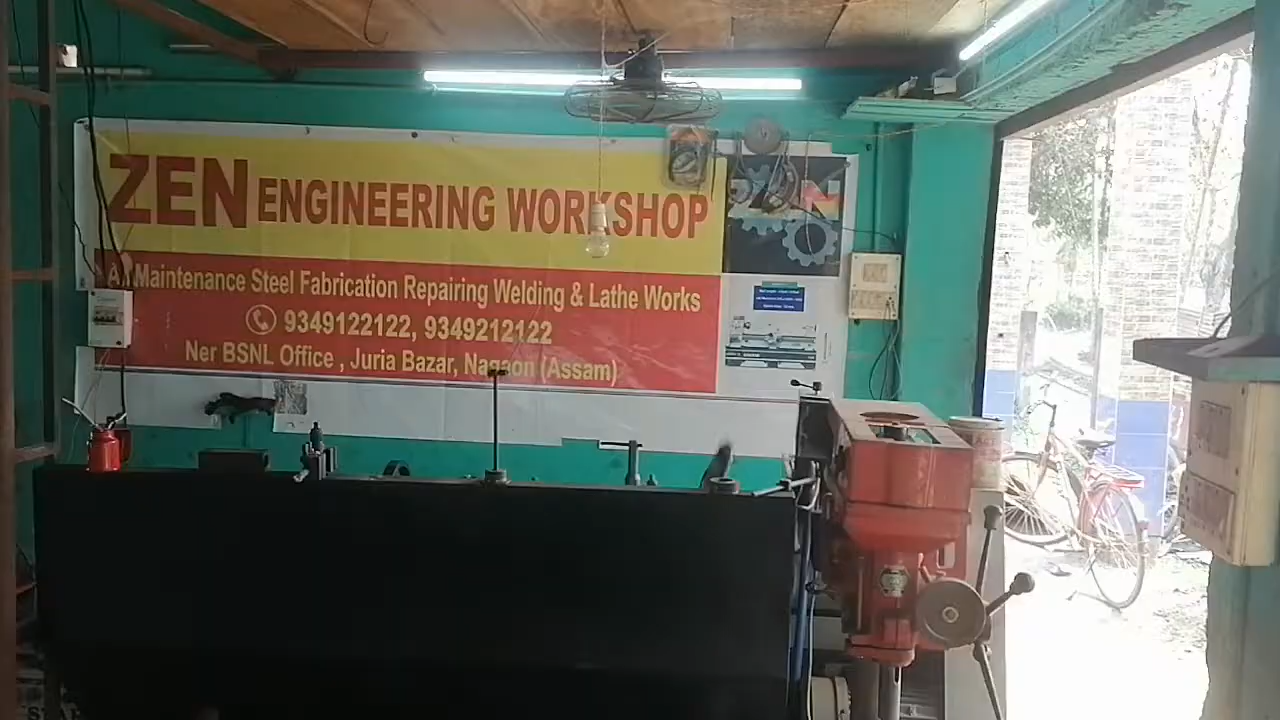 ZEN ENGINEERING WORKSHOP
All Maintenance Steel Fabrication Repairing Welding & Lathe Works
9349122122, 9349212122
Ner BSNL Office , Juria Bazar, Nagaon (Assam)